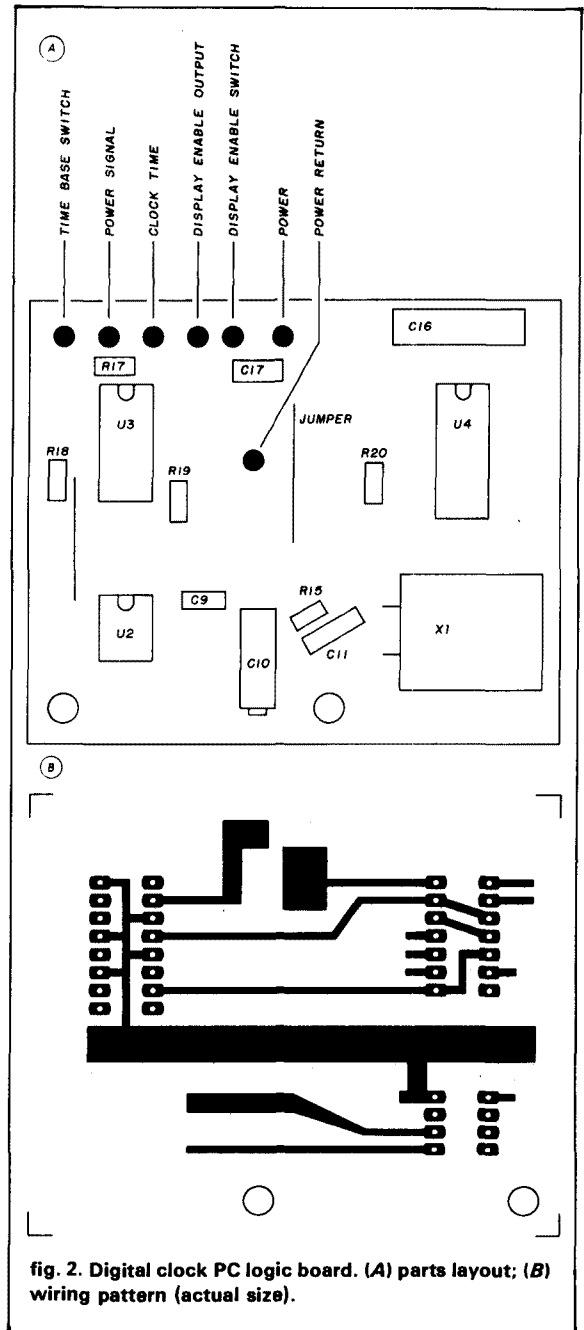 A
TIME BASE SWITCH
POWER SIGNAL
CLOCK TIME
DISPLAY ENABLE OUTPUT
DISPLAY ENABLE SWITCH
POWER
POWER RETURN
C16
R17
C17
U3
JUMPER
U4
R18
R19
R20
C9
R15
X1
U2
C10
C11
B
fig. 2. Digital clock PC logic board. (A) parts layout; (B)
wiring pattern (actual size).